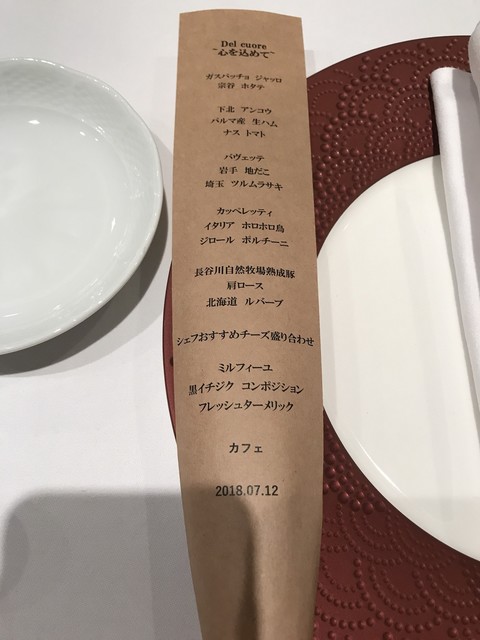 Del cuore
~心を込めて~
ガスパッチョ ジャッロ
宗谷 ホタテ
下北 アンコウ
パルマ産 生ハム
ナス トマト
パヴェッテ
岩手 地だこ
埼玉 ツルムラサキ
カッペレッティ
イタリア ホロホロ鳥
ジロール ポルチーニ
長谷川自然牧場熟成豚
肩ロース
北海道 ルバーブ
シェフおすすめチーズ盛り合わせ
ミルフィーユ
黒イチジク コンポジション
フレッシュターメリック
カフェ
2018.07.12